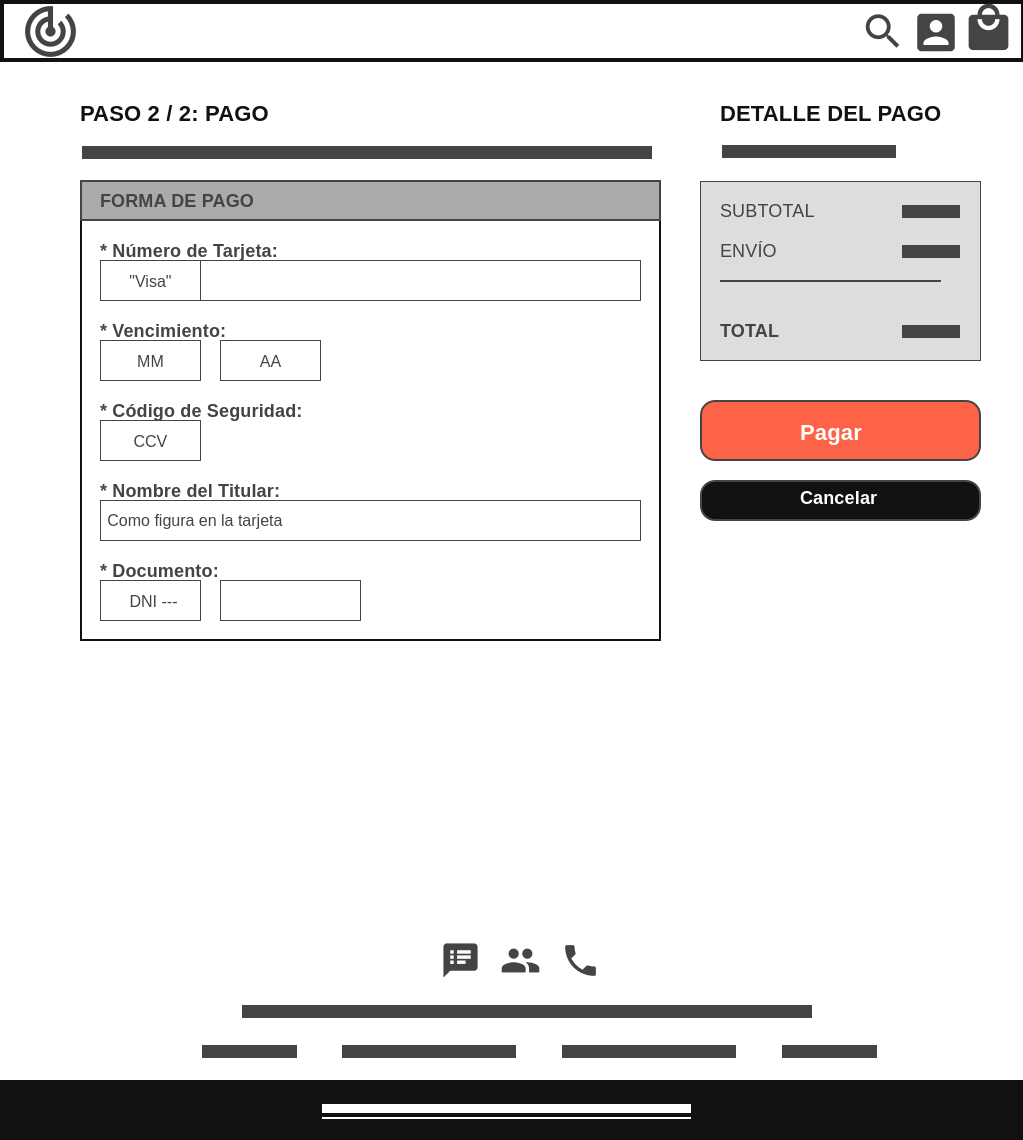 PASO 2 / 2: PAGO
DETALLE DEL PAGO
FORMA DE PAGO
* Número de Tarjeta:
"Visa"
* Vencimiento:
MM
AA
* Código de Seguridad:
CCV
* Nombre del Titular:
Como figura en la tarjeta
* Documento:
DNI ---
SUBTOTAL
ENVÍO
TOTAL
Pagar
Cancelar